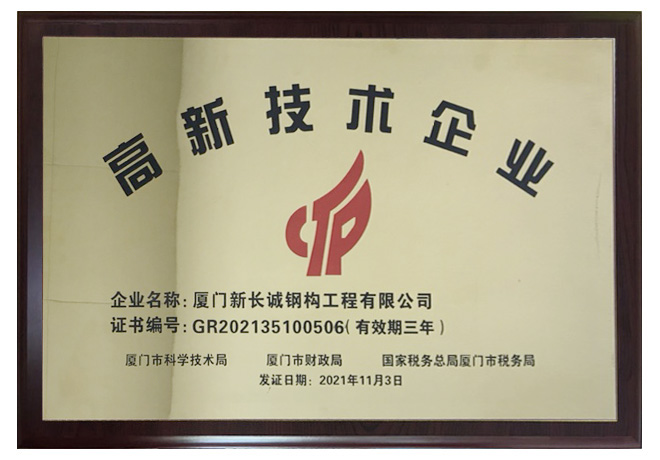 高新技术企业
CTP
企业名称：厦门新长诚钢构工程有限公司
证书编号：GR202135100506（有效期三年）
厦门市科学技术局 厦门市财政局 国家税务总局厦门市税务局
发证日期：2021年11月3日